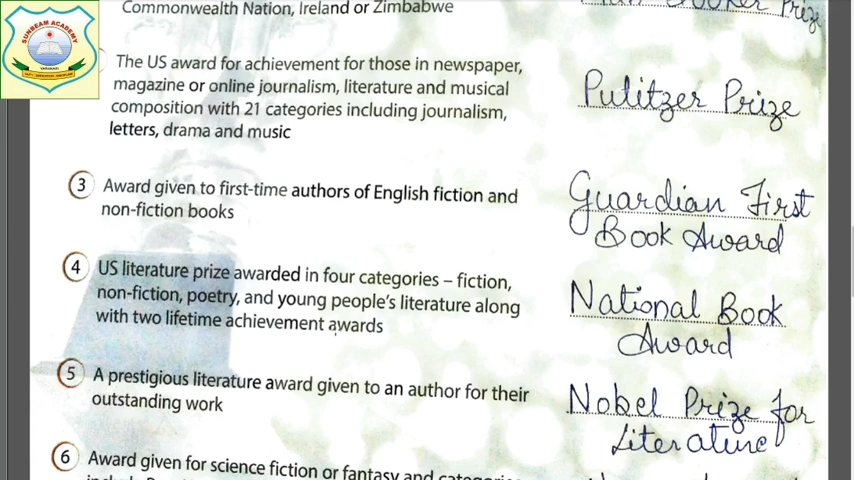 SUNBEAM ACADEMY
Commonwealth Nation, Ireland or Zimbabwe
Prize
The US award for achievement for those in newspaper,
magazine or online journalism, literature and musical
composition with 21 categories including journalism,
letters, drama and music
Pulitzer Prize
3 Award given to first-time authors of English fiction and
non-fiction books
Guardian First
Book Award
4 US literature prize awarded in four categories – fiction,
non-fiction, poetry, and young people's literature along
with two lifetime achievement awards
National Book
Award
5 A prestigious literature award given to an author for their
outstanding work
Nobel Prize for
Literature
6 Award given for science fiction or fantasy and